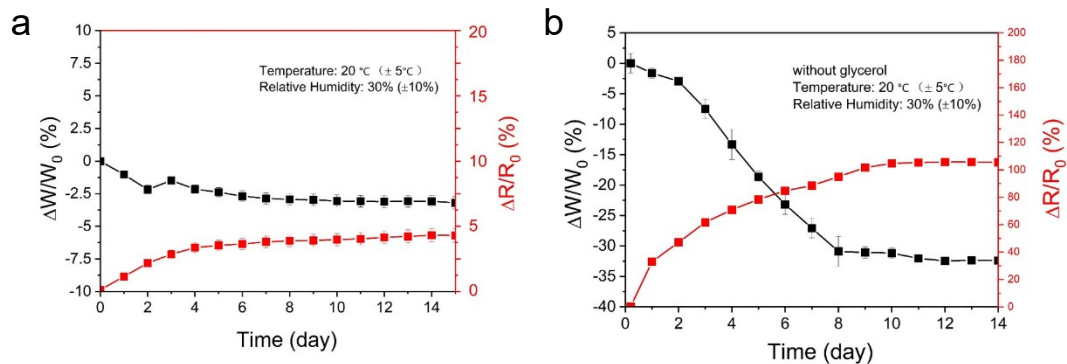 a
10
7.5
5.0
2.5
0
-2.5
-5.0
-7.5
-10
ΔW/W₀ (%)
Temperature: 20 ℃ （± 5℃）
Relative Humidity: 30% (±10%)
20
15
10
5
0
ΔR/R₀ (%)
0 2 4 6 8 10 12 14
Time (day)
b
5
0
-5
-10
-15
-20
-25
-30
-35
-40
ΔW/W₀ (%)
without glycerol
Temperature: 20 ℃ （± 5℃）
Relative Humidity: 30% (±10%)
200
180
160
140
120
100
80
60
40
20
0
ΔR/R₀ (%)
0 2 4 6 8 10 12 14
Time (day)